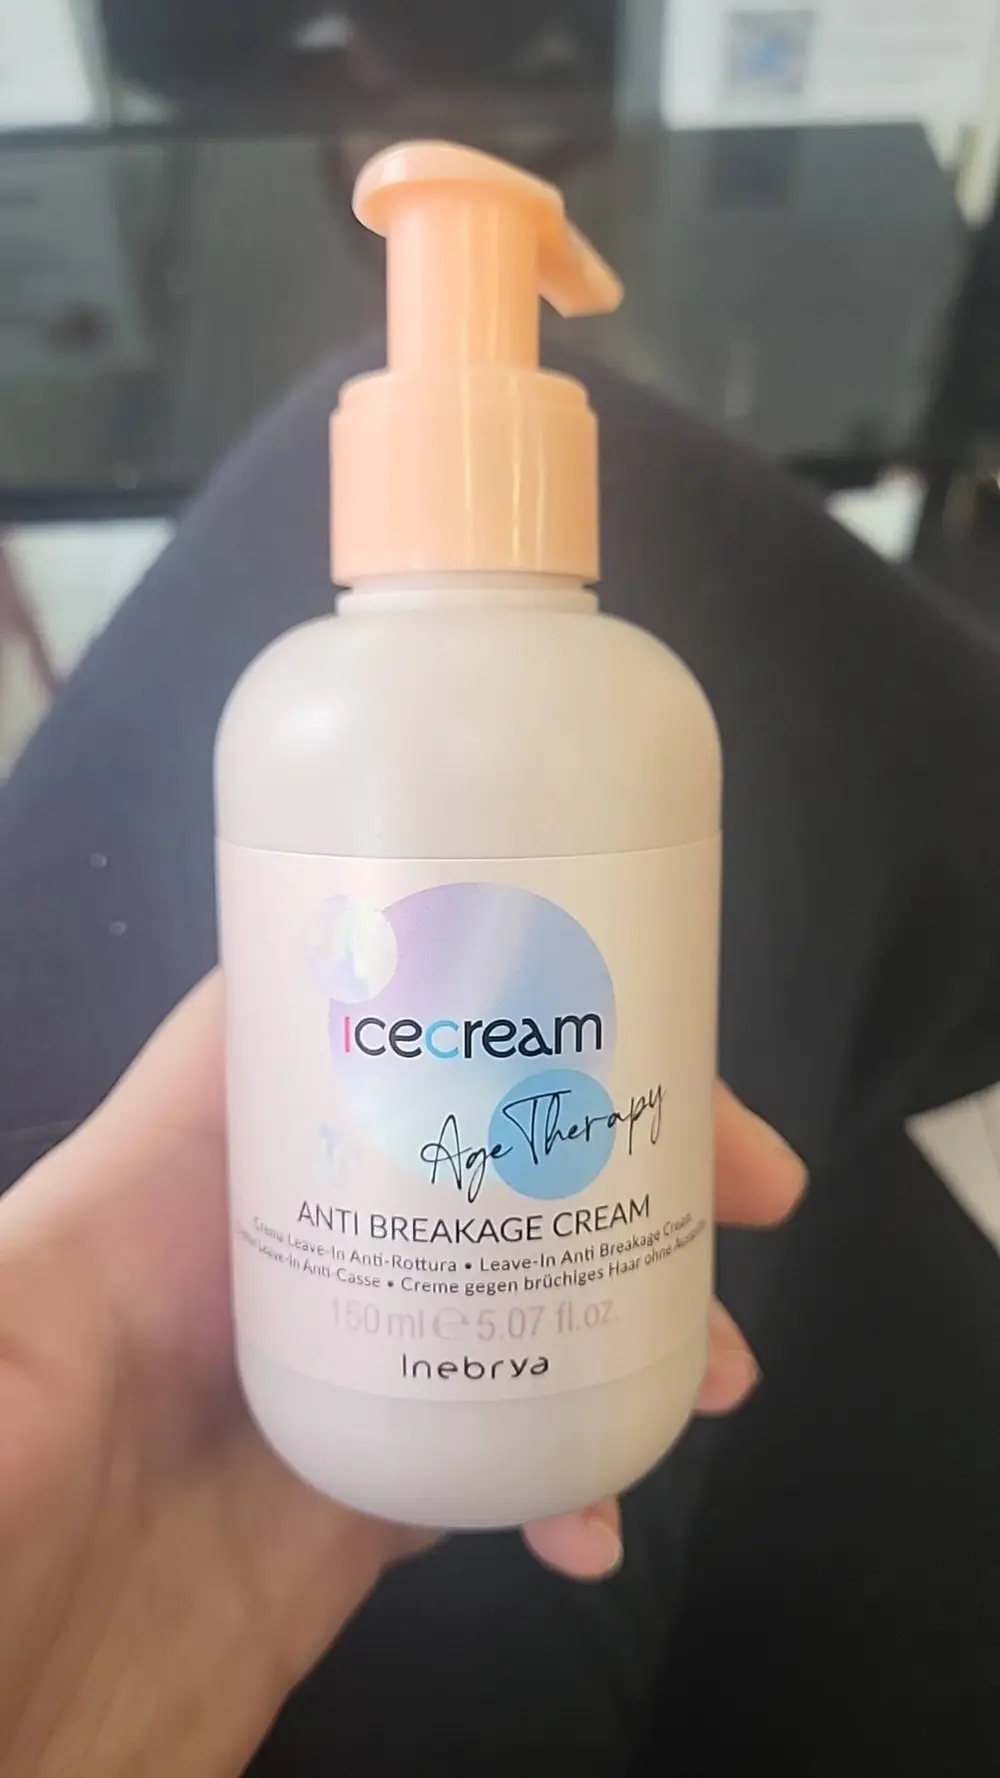 ıcecream
Age Therapy
ANTI BREAKAGE CREAM
Crema Leave-In Anti-Rottura • Leave-In Anti Breakage Cream
Crème Leave-In Anti-Casse • Creme gegen brüchiges Haar ohne
150 ml ℮ 5.07 fl.oz.
Inebrya